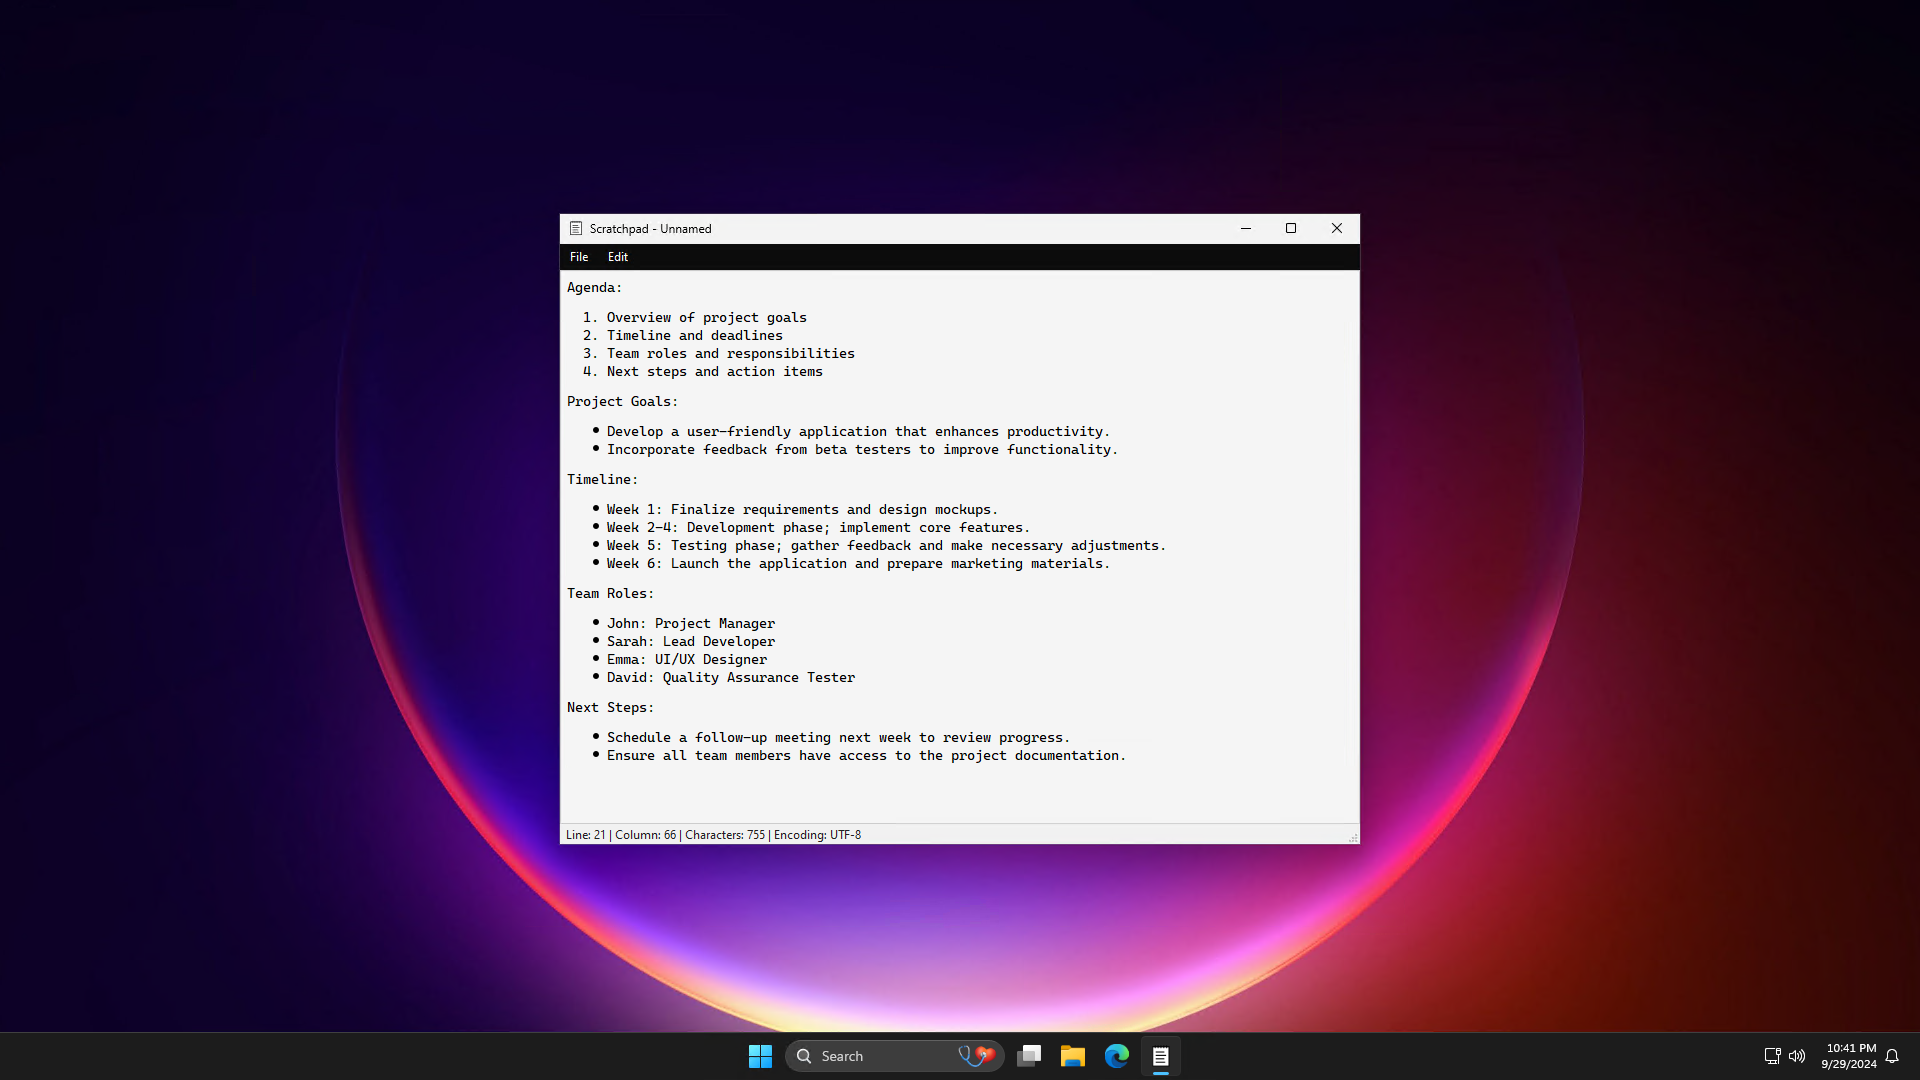 Scratchpad - Unnamed
File Edit
Agenda:
1. Overview of project goals
2. Timeline and deadlines
3. Team roles and responsibilities
4. Next steps and action items
Project Goals:
• Develop a user-friendly application that enhances productivity.
• Incorporate feedback from beta testers to improve functionality.
Timeline:
• Week 1: Finalize requirements and design mockups.
• Week 2-4: Development phase; implement core features.
• Week 5: Testing phase; gather feedback and make necessary adjustments.
• Week 6: Launch the application and prepare marketing materials.
Team Roles:
• John: Project Manager
• Sarah: Lead Developer
• Emma: UI/UX Designer
• David: Quality Assurance Tester
Next Steps:
• Schedule a follow-up meeting next week to review progress.
• Ensure all team members have access to the project documentation.
Line: 21 | Column: 66 | Characters: 755 | Encoding: UTF-8
Search
10:41 PM
9/29/2024